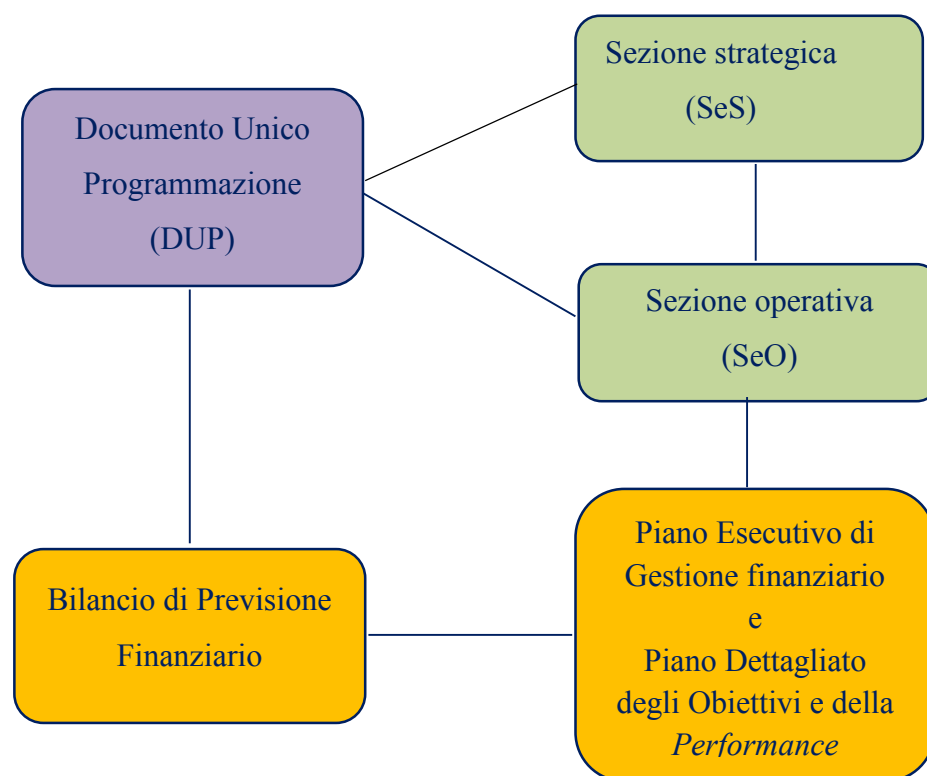 Documento Unico
Programmazione
(DUP)
Sezione strategica
(SeS)
Sezione operativa
(SeO)
Bilancio di Previsione
Finanziario
Piano Esecutivo di
Gestione finanziario
e
Piano Dettagliato
degli Obiettivi e della
Performance